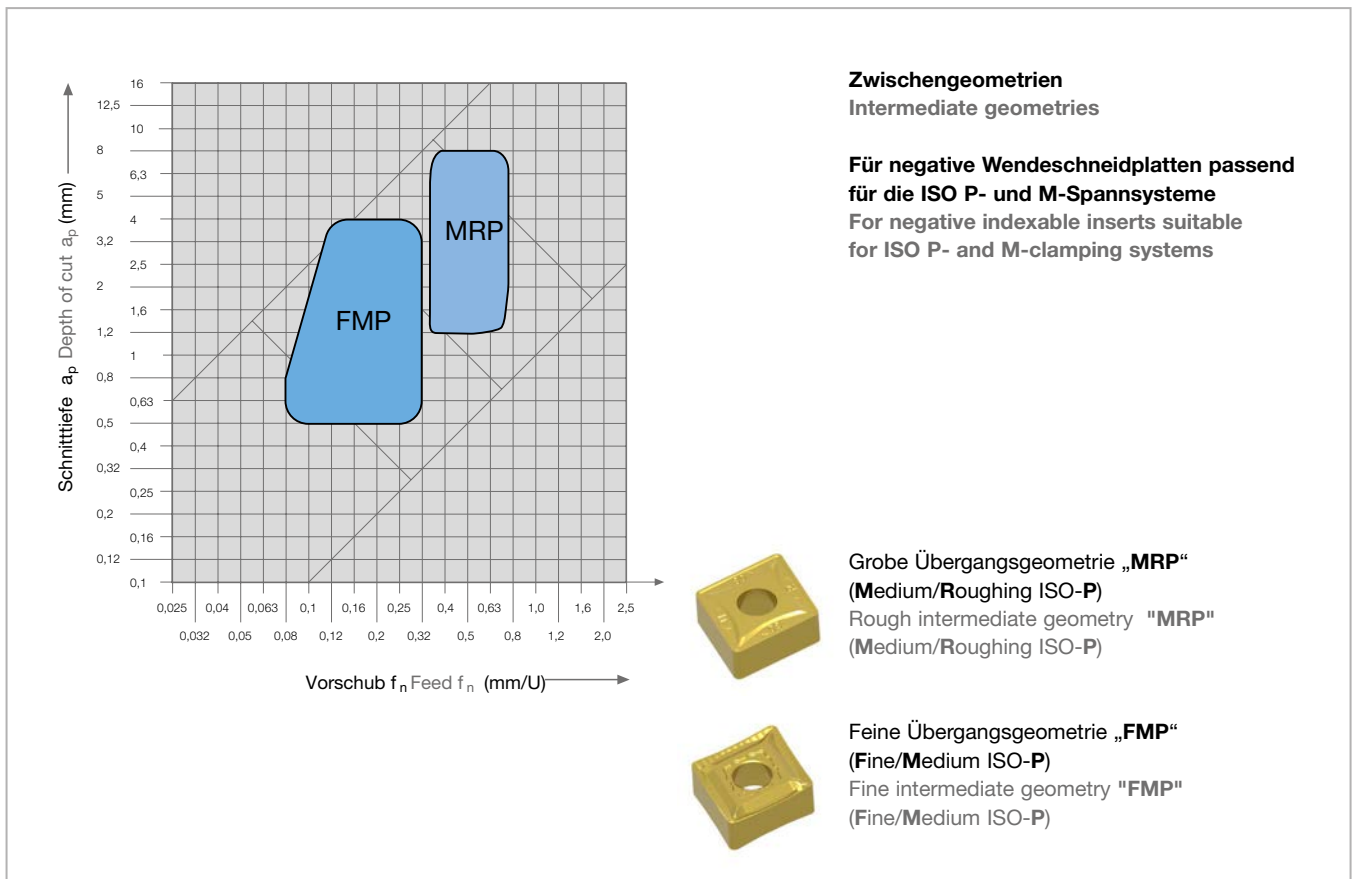 Zwischengeometrien
Intermediate geometries
Für negative Wendeschneidplatten passend
für die ISO P- und M-Spannsysteme
For negative indexable inserts suitable
for ISO P- and M-clamping systems
Schnitttiefe ap Depth of cut ap (mm)
16
12,5
10
8
6,3
5
4
3,2
2,5
2
1,6
1,2
1
0,8
0,63
0,5
0,4
0,32
0,25
0,2
0,16
0,12
0,1
MRP
FMP
0,025 0,04 0,063 0,1 0,16 0,25 0,4 0,63 1,0 1,6 2,5
0,032 0,05 0,08 0,12 0,2 0,32 0,5 0,8 1,2 2,0
Vorschub fn Feed fn (mm/U)
Grobe Übergangsgeometrie „MRP“
(Medium/Roughing ISO-P)
Rough intermediate geometry "MRP"
(Medium/Roughing ISO-P)
Feine Übergangsgeometrie „FMP“
(Fine/Medium ISO-P)
Fine intermediate geometry "FMP"
(Fine/Medium ISO-P)